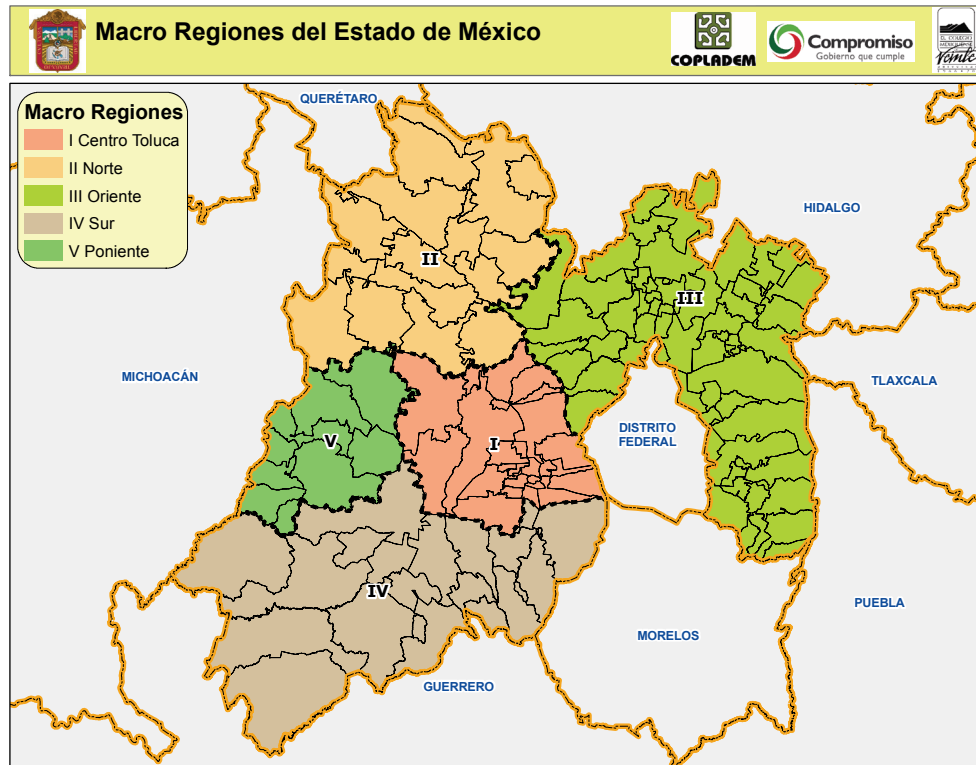 Macro Regiones del Estado de México
COPLADEM
Compromiso
Gobierno que cumple
Macro Regiones
I Centro Toluca
II Norte
III Oriente
IV Sur
V Poniente
QUERÉTARO
HIDALGO
II
III
MICHOACÁN
TLAXCALA
DISTRITO
FEDERAL
V
I
IV
PUEBLA
MORELOS
GUERRERO